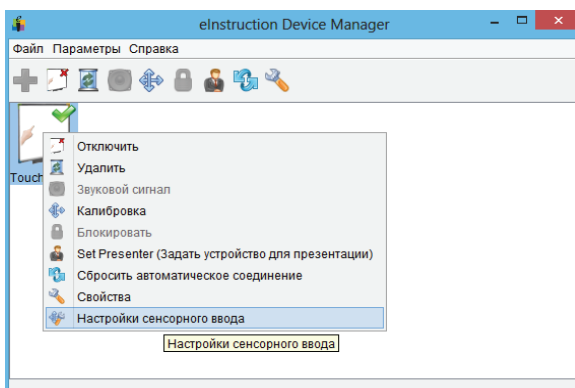 eInstruction Device Manager
Файл Параметры Справка
Touch
Отключить
Удалить
Звуковой сигнал
Калибровка
Блокировать
Set Presenter (Задать устройство для презентации)
Сбросить автоматическое соединение
Свойства
Настройки сенсорного ввода
Настройки сенсорного ввода